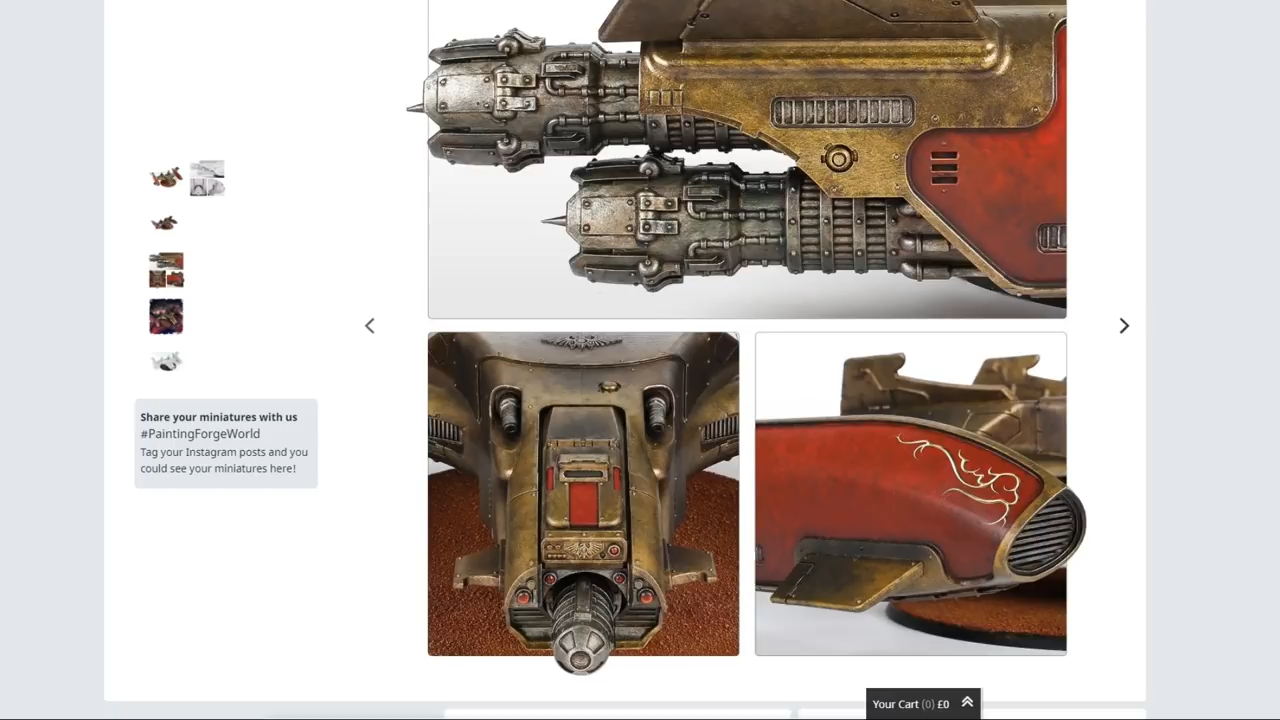 Share your miniatures with us
#PaintingForgeWorld
Tag your Instagram posts and you
could see your miniatures here!
Your Cart (0) £0